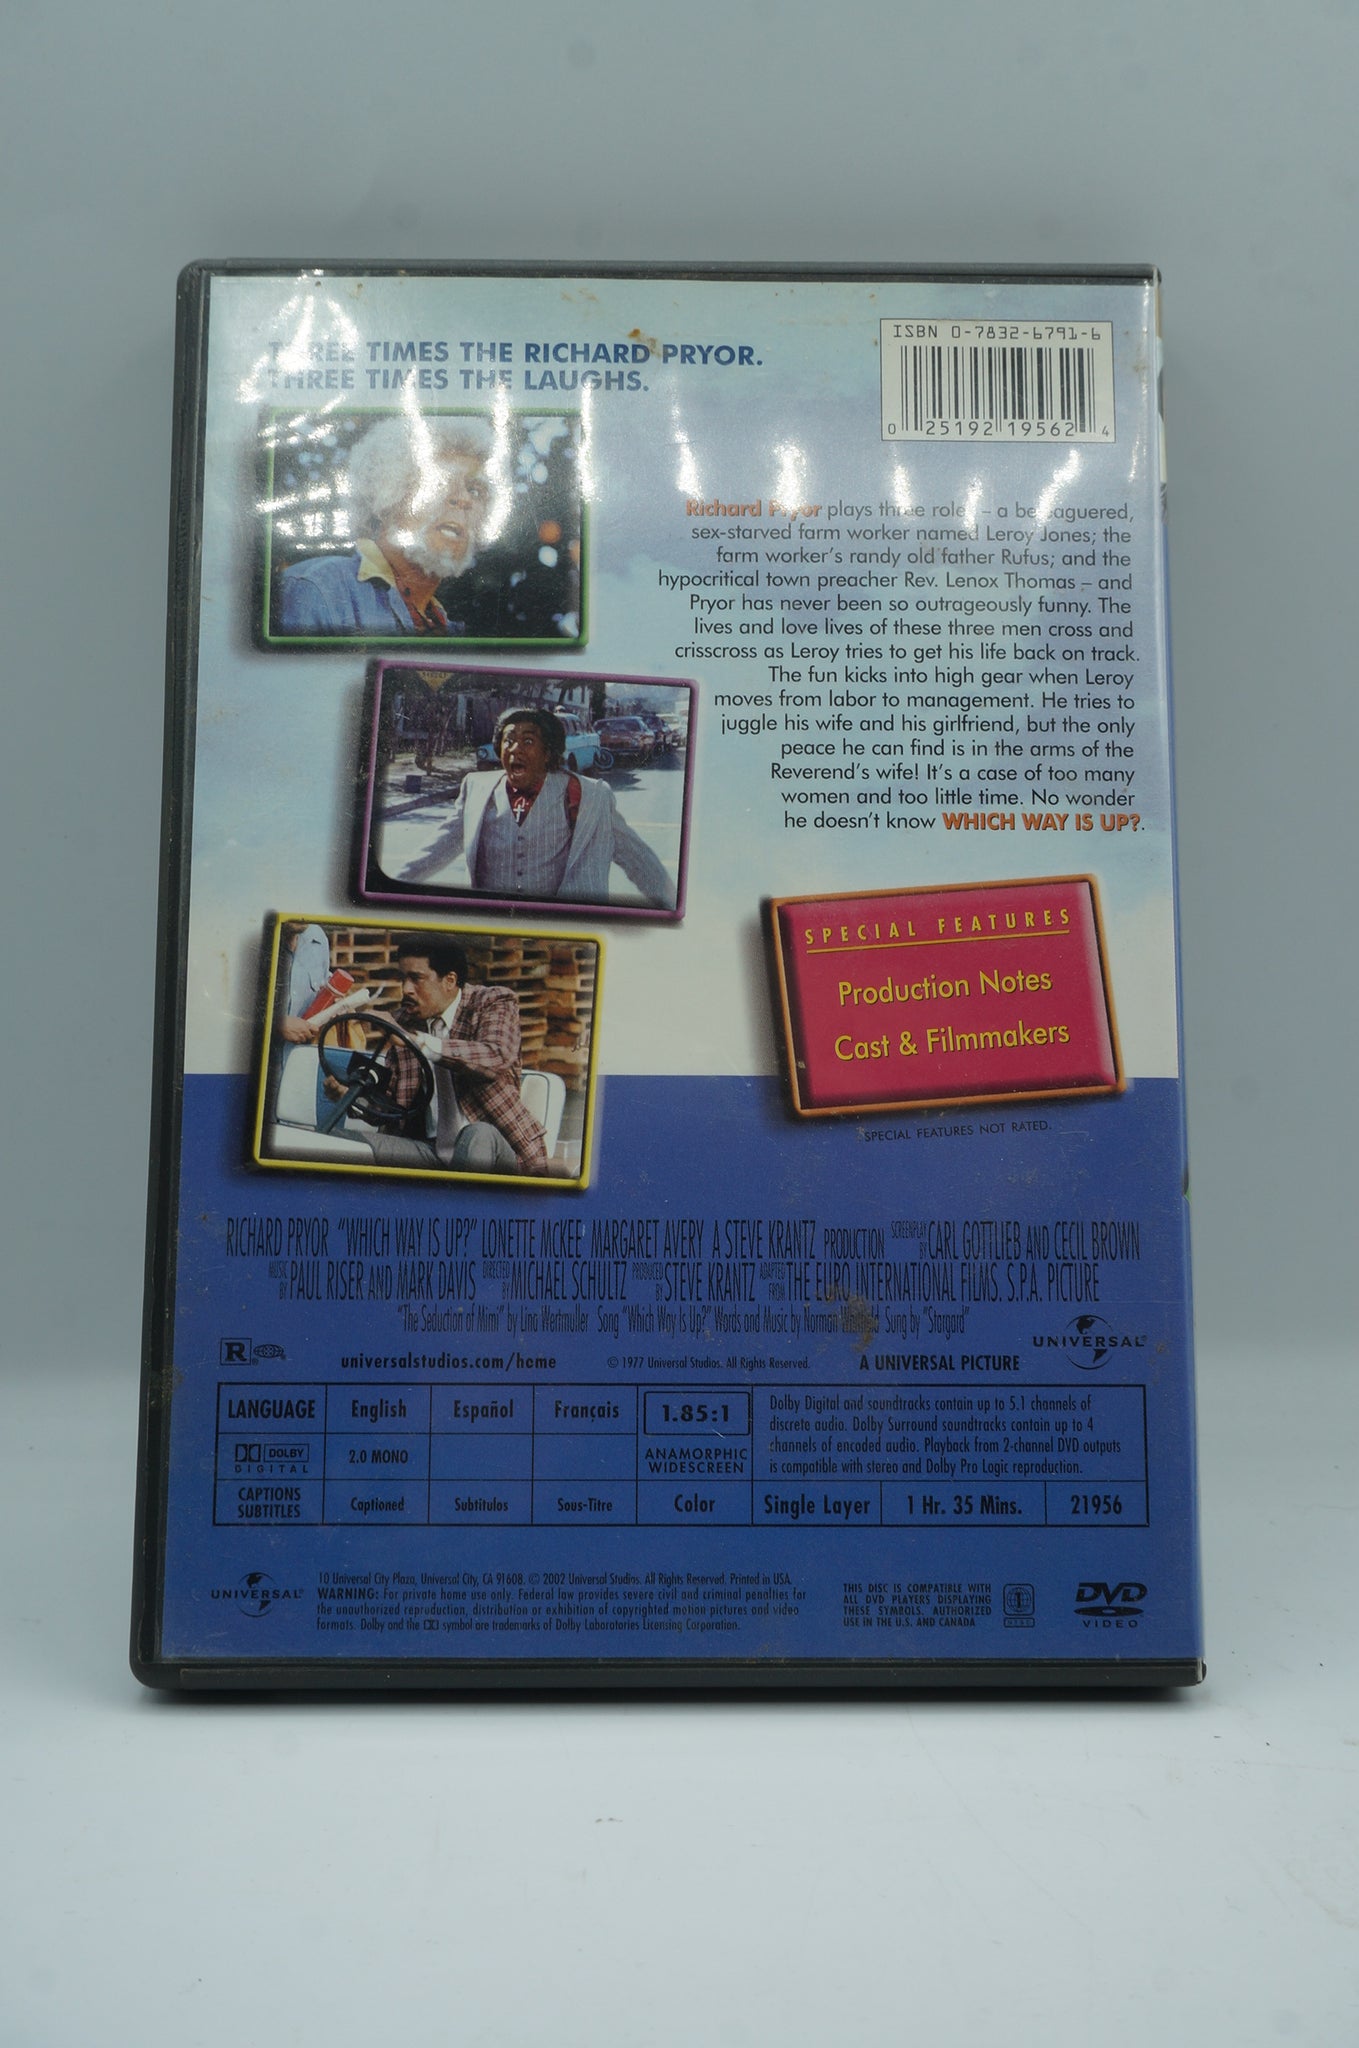 THREE TIMES THE RICHARD PRYOR.
THREE TIMES THE LAUGHS.
ISBN 0-7832-6791-6
0 25192 19562 4
Richard Pryor plays three roles – a beleaguered,
sex-starved farm worker named Leroy Jones; the
farm worker's randy old father Rufus; and the
hypocritical town preacher Rev. Lenox Thomas – and
Pryor has never been so outrageously funny. The
lives and love lives of these three men cross and
crisscross as Leroy tries to get his life back on track.
The fun kicks into high gear when Leroy
moves from labor to management. He tries to
juggle his wife and his girlfriend, but the only
peace he can find is in the arms of the
Reverend's wife! It's a case of too many
women and too little time. No wonder
he doesn't know WHICH WAY IS UP?.
SPECIAL FEATURES
Production Notes
Cast & Filmmakers
SPECIAL FEATURES NOT RATED.
RICHARD PRYOR "WHICH WAY IS UP?" LONETTE McKEE MARGARET AVERY A STEVE KRANTZ PRODUCTION SCREENPLAY BY CARL GOTTLIEB AND CECIL BROWN
MUSIC BY PAUL RISER AND MARK DAVIS DIRECTED BY MICHAEL SCHULTZ PRODUCED BY STEVE KRANTZ ADAPTED FROM THE EURO INTERNATIONAL FILMS. S.P.A. PICTURE
"The Seduction of Mimi" by Lina Wertmuller Song "Which Way Is Up?" Words and Music by Norman Whitfield Sung by "Stargard"
R universalstudios.com/home © 1977 Universal Studios. All Rights Reserved. A UNIVERSAL PICTURE UNIVERSAL
LANGUAGE English Español Français 1.85:1
DOLBY DIGITAL 2.0 MONO ANAMORPHIC WIDESCREEN
Dolby Digital and soundtracks contain up to 5.1 channels of
discrete audio. Dolby Surround soundtracks contain up to 4
channels of encoded audio. Playback from 2-channel DVD outputs
is compatible with stereo and Dolby Pro Logic reproduction.
CAPTIONS SUBTITLES Captioned Subtitulos Sous-Titre Color Single Layer 1 Hr. 35 Mins. 21956
UNIVERSAL
10 Universal City Plaza, Universal City, CA 91608. © 2002 Universal Studios. All Rights Reserved. Printed in USA.
WARNING: For private home use only. Federal law provides severe civil and criminal penalties for
the unauthorized reproduction, distribution or exhibition of copyrighted motion pictures and video
formats. Dolby and the symbol are trademarks of Dolby Laboratories Licensing Corporation.
THIS DISC IS COMPATIBLE WITH
ALL DVD PLAYERS DISPLAYING
THESE SYMBOLS. AUTHORIZED
USE IN THE U.S. AND CANADA
1
DVD
VIDEO